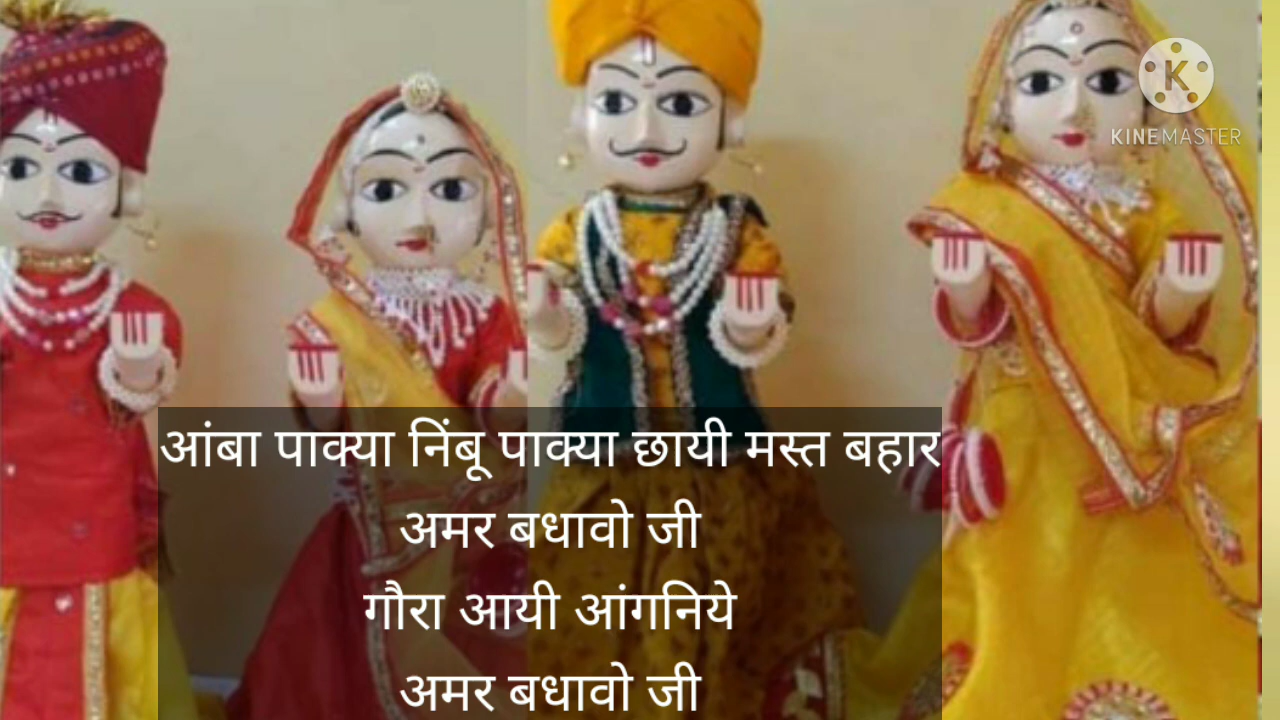 KINEMASTER
आंबा पाक्या निंबू पाक्या छायी मस्त बहार
अमर बधावो जी
गौरा आयी आंगनिये
अमर बधावो जी